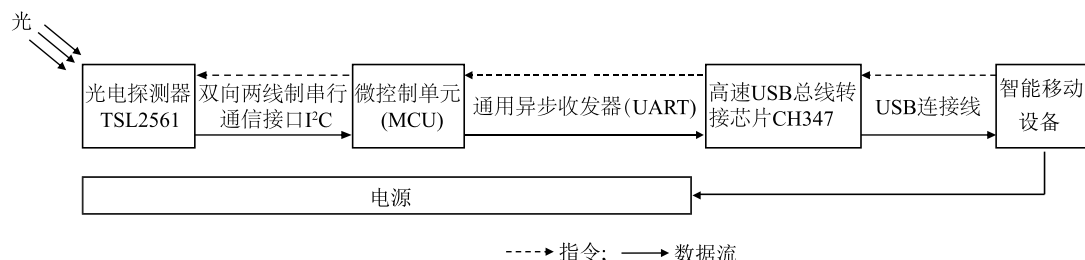 光
光电探测器
TSL2561
双向两线制串行
通信接口I²C
微控制单元
(MCU)
通用异步收发器(UART)
高速USB总线转
接芯片CH347
USB连接线
智能移动
设备
电源
指令; 数据流